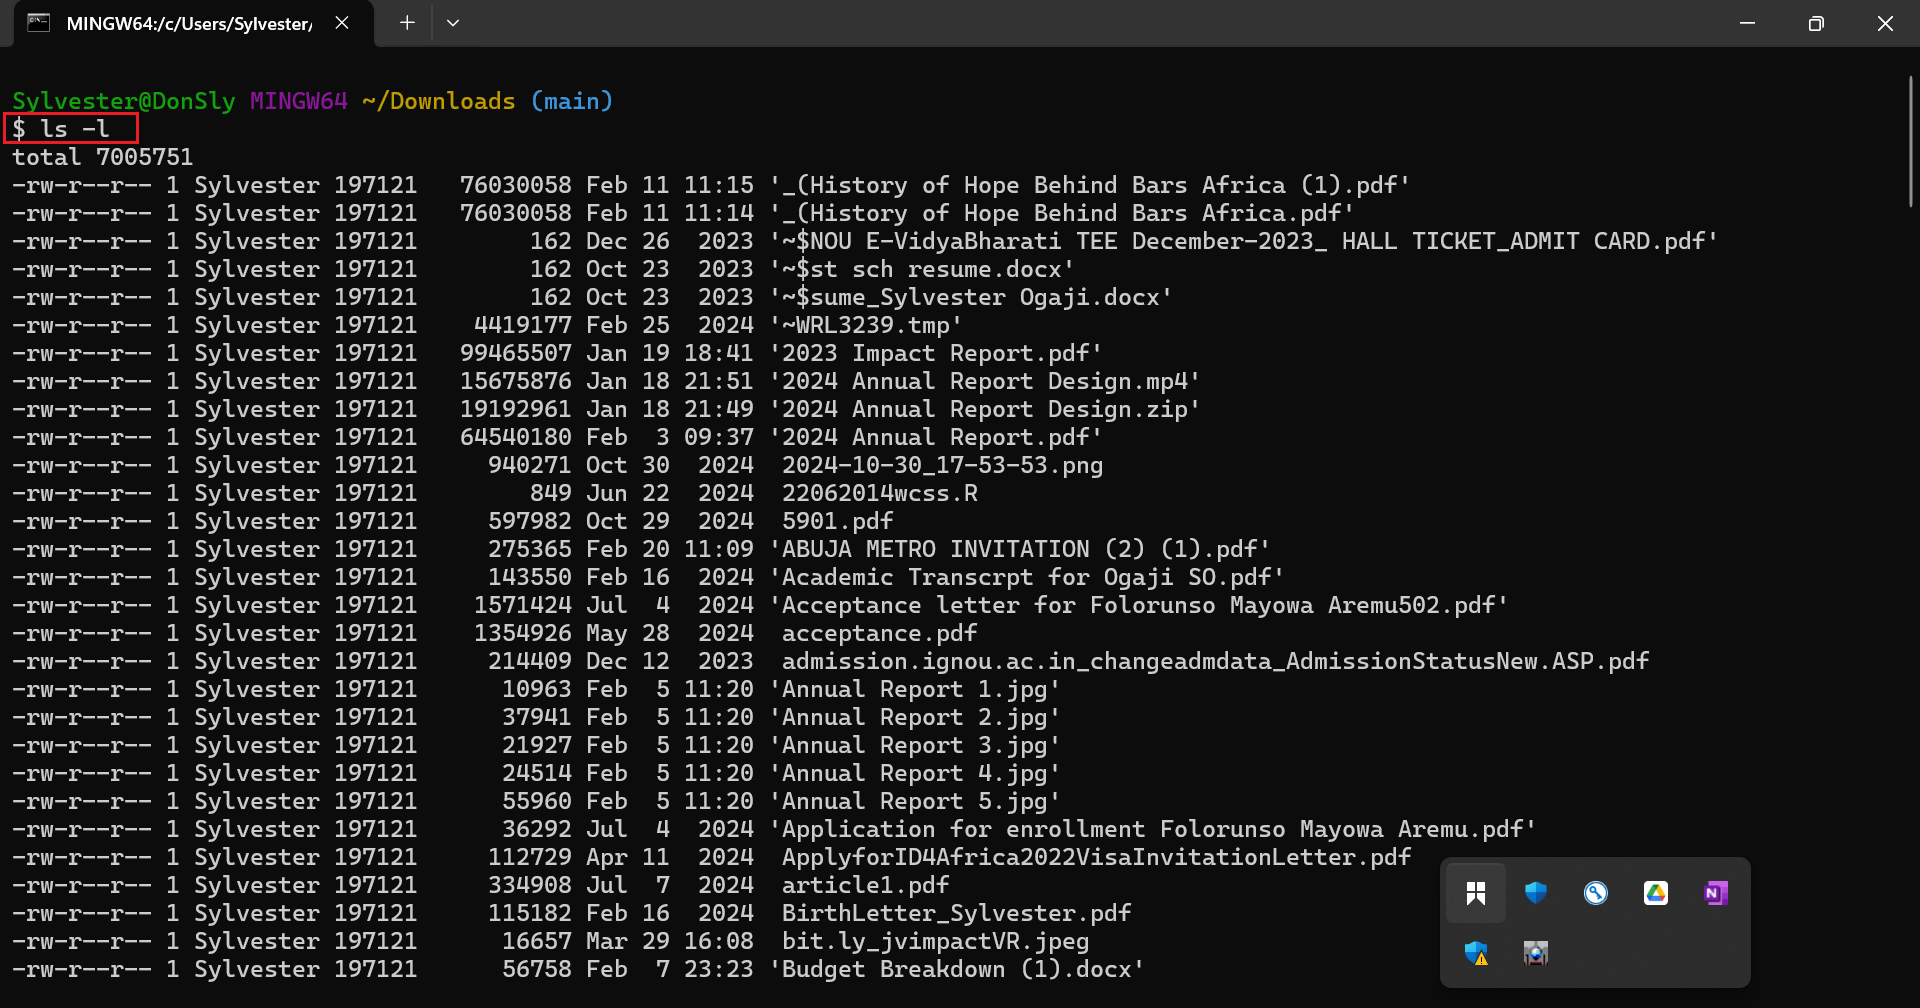 MINGW64:/c/Users/Sylvester/
Sylvester@DonSly MINGW64 ~/Downloads (main)
$ ls -l
total 7005751
-rw-r--r-- 1 Sylvester 197121   76030058 Feb 11 11:15 '_(History of Hope Behind Bars Africa (1).pdf'
-rw-r--r-- 1 Sylvester 197121   76030058 Feb 11 11:14 '_(History of Hope Behind Bars Africa.pdf'
-rw-r--r-- 1 Sylvester 197121        162 Dec 26  2023 '~$NOU E-VidyaBharati TEE December-2023_ HALL TICKET_ADMIT CARD.pdf'
-rw-r--r-- 1 Sylvester 197121        162 Oct 23  2023 '~$st sch resume.docx'
-rw-r--r-- 1 Sylvester 197121        162 Oct 23  2023 '~$sume_Sylvester Ogaji.docx'
-rw-r--r-- 1 Sylvester 197121    4419177 Feb 25  2024 '~WRL3239.tmp'
-rw-r--r-- 1 Sylvester 197121   99465507 Jan 19 18:41 '2023 Impact Report.pdf'
-rw-r--r-- 1 Sylvester 197121   15675876 Jan 18 21:51 '2024 Annual Report Design.mp4'
-rw-r--r-- 1 Sylvester 197121   19192961 Jan 18 21:49 '2024 Annual Report Design.zip'
-rw-r--r-- 1 Sylvester 197121   64540180 Feb  3 09:37 '2024 Annual Report.pdf'
-rw-r--r-- 1 Sylvester 197121     940271 Oct 30  2024  2024-10-30_17-53-53.png
-rw-r--r-- 1 Sylvester 197121        849 Jun 22  2024  22062014wcss.R
-rw-r--r-- 1 Sylvester 197121     597982 Oct 29  2024  5901.pdf
-rw-r--r-- 1 Sylvester 197121     275365 Feb 20 11:09 'ABUJA METRO INVITATION (2) (1).pdf'
-rw-r--r-- 1 Sylvester 197121     143550 Feb 16  2024 'Academic Transcrpt for Ogaji SO.pdf'
-rw-r--r-- 1 Sylvester 197121    1571424 Jul  4  2024 'Acceptance letter for Folorunso Mayowa Aremu502.pdf'
-rw-r--r-- 1 Sylvester 197121    1354926 May 28  2024  acceptance.pdf
-rw-r--r-- 1 Sylvester 197121     214409 Dec 12  2023  admission.ignou.ac.in_changeadmdata_AdmissionStatusNew.ASP.pdf
-rw-r--r-- 1 Sylvester 197121      10963 Feb  5 11:20 'Annual Report 1.jpg'
-rw-r--r-- 1 Sylvester 197121      37941 Feb  5 11:20 'Annual Report 2.jpg'
-rw-r--r-- 1 Sylvester 197121      21927 Feb  5 11:20 'Annual Report 3.jpg'
-rw-r--r-- 1 Sylvester 197121      24514 Feb  5 11:20 'Annual Report 4.jpg'
-rw-r--r-- 1 Sylvester 197121      55960 Feb  5 11:20 'Annual Report 5.jpg'
-rw-r--r-- 1 Sylvester 197121      36292 Jul  4  2024 'Application for enrollment Folorunso Mayowa Aremu.pdf'
-rw-r--r-- 1 Sylvester 197121     112729 Apr 11  2024  ApplyforID4Africa2022VisaInvitationLetter.pdf
-rw-r--r-- 1 Sylvester 197121     334908 Jul  7  2024  article1.pdf
-rw-r--r-- 1 Sylvester 197121     115182 Feb 16  2024  BirthLetter_Sylvester.pdf
-rw-r--r-- 1 Sylvester 197121      16657 Mar 29 16:08  bit.ly_jvimpactVR.jpeg
-rw-r--r-- 1 Sylvester 197121      56758 Feb  7 23:23 'Budget Breakdown (1).docx'
N